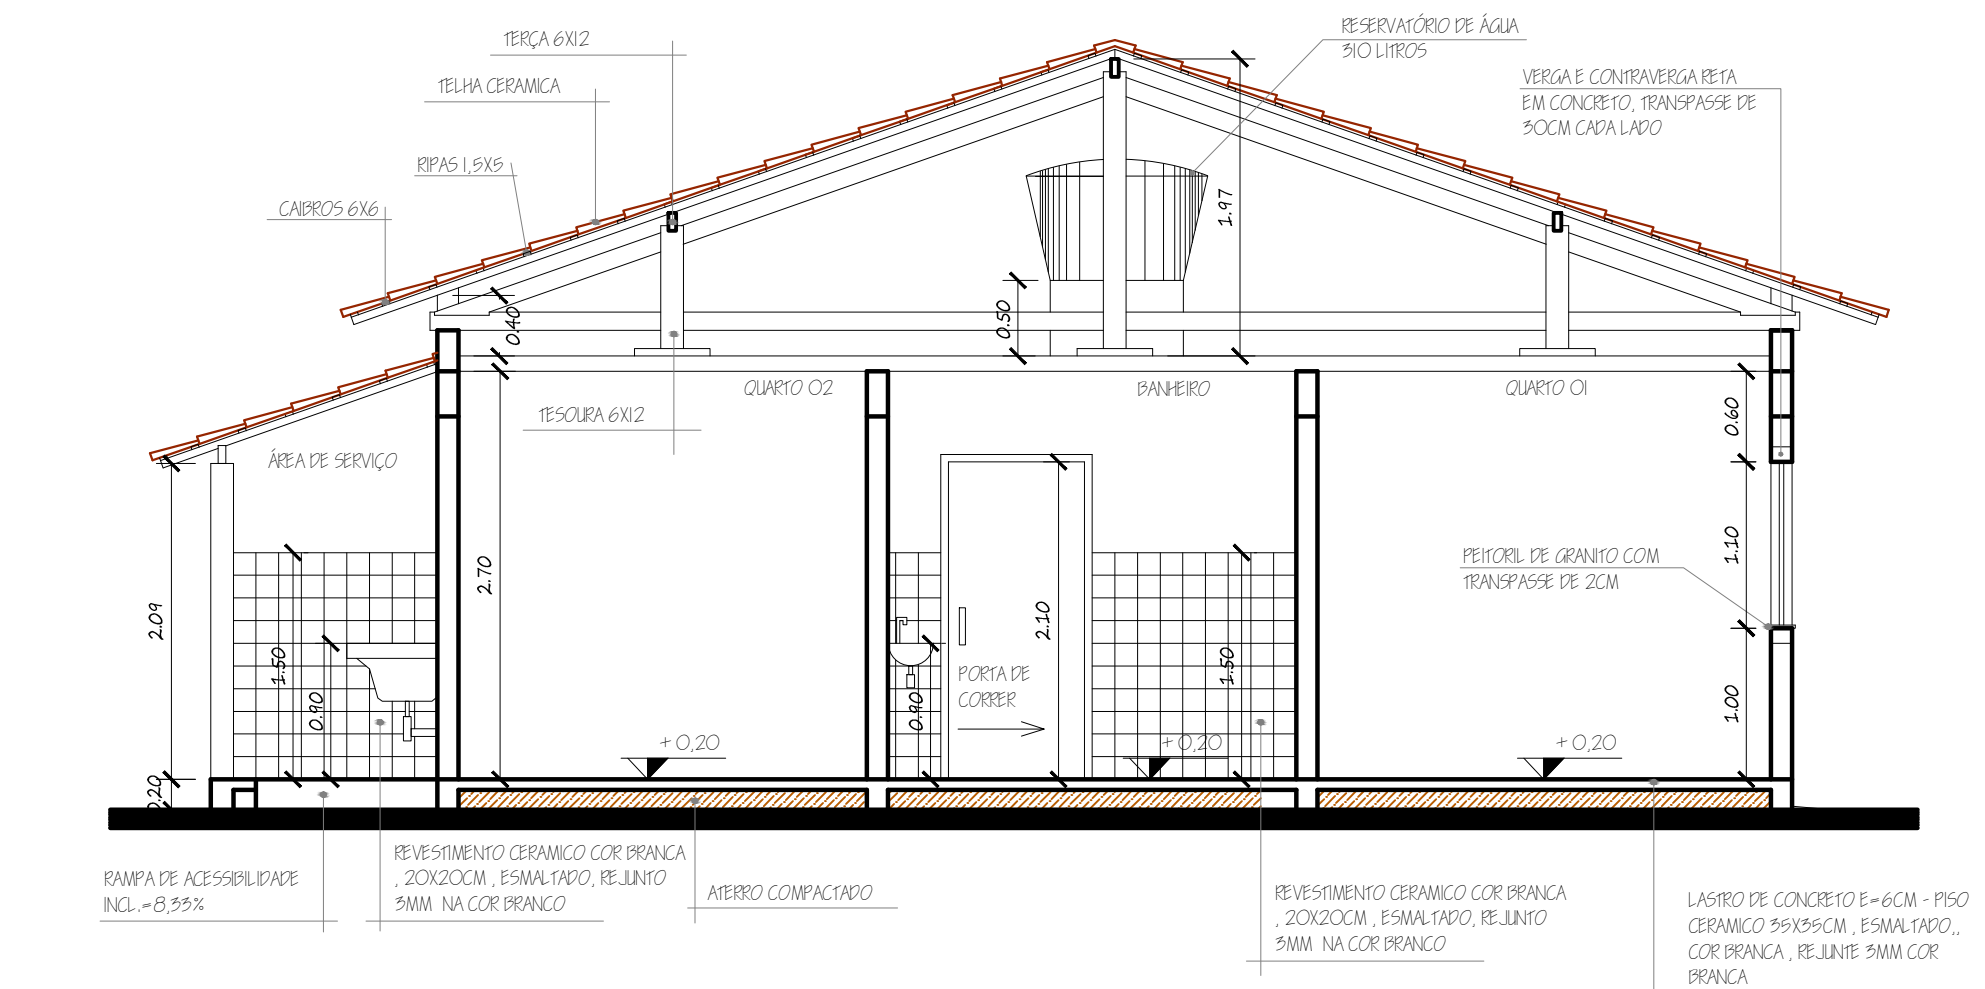 RESERVATÓRIO DE ÁGUA
310 LITROS
TERÇA 6X12
TELHA CERAMICA
VERGA E CONTRAVERGA RETA
EM CONCRETO, TRANSPASSE DE
30CM CADA LADO
RIPAS 1,5X5
CAIBROS 6X6
1.97
0.40
0.50
QUARTO 02
BANHEIRO
QUARTO 01
TESOURA 6X12
0.60
ÁREA DE SERVIÇO
PEITORIL DE GRANITO COM
TRANSPASSE DE 2CM
1.10
2.70
2.09
2.10
1.50
1.50
PORTA DE
CORRER
0.90
0.90
1.00
+0,20
+0,20
+0,20
0.20
REVESTIMENTO CERAMICO COR BRANCA
, 20X20CM , ESMALTADO, REJUNTO
3MM NA COR BRANCO
RAMPA DE ACESSIBILIDADE
INCL.=8,33%
ATERRO COMPACTADO
REVESTIMENTO CERAMICO COR BRANCA
, 20X20CM , ESMALTADO, REJUNTO
3MM NA COR BRANCO
LASTRO DE CONCRETO E=6CM - PISO
CERAMICO 35X35CM , ESMALTADO,,
COR BRANCA , REJUNTE 3MM COR
BRANCA